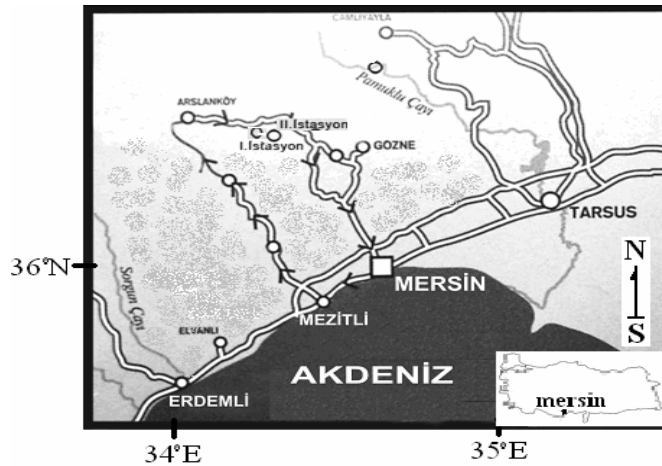 ÇAMLIYAYLA
Pamuklu Çayı
ARSLANKÖY
II.İstasyon
I.İstasyon
GÖZNE
TARSUS
36°N
N
MERSİN
S
Sorgun Çayı
MEZİTLİ
ELVANLI
AKDENİZ
mersin
ERDEMLİ
34°E
35°E